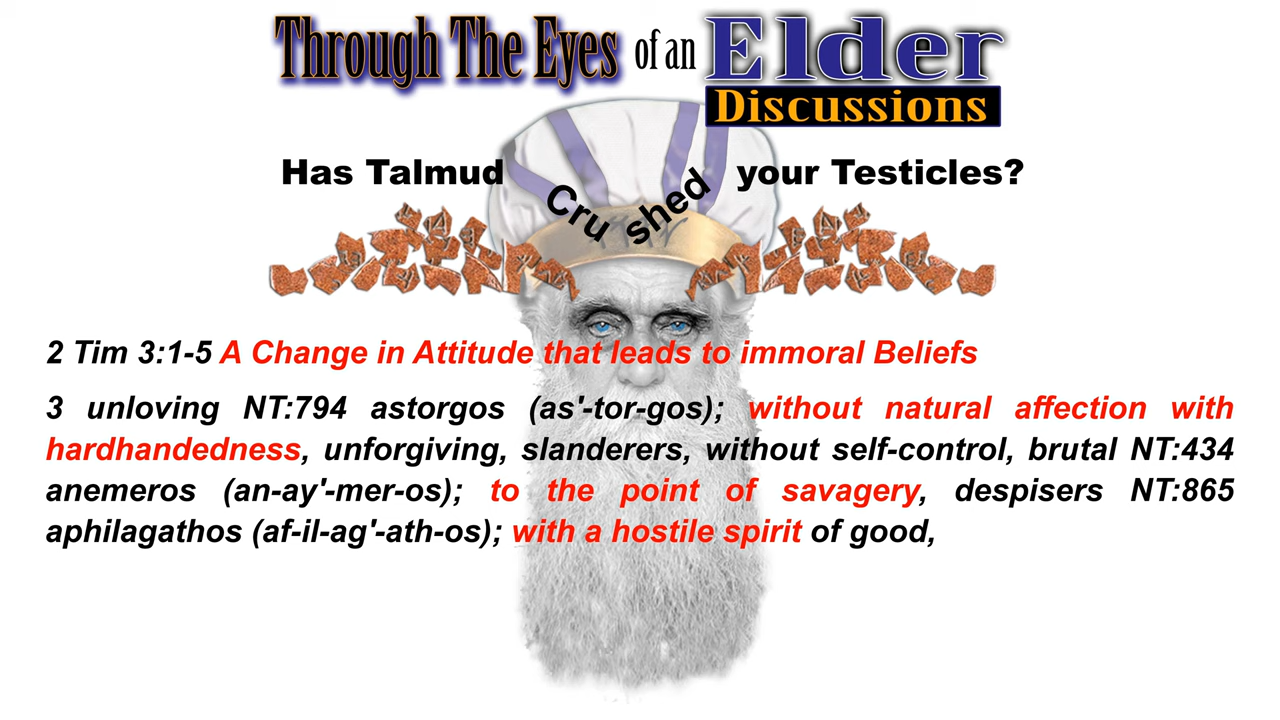 Through The Eyes of an Elder
Discussions
Has Talmud Crushed your Testicles?
2 Tim 3:1-5 A Change in Attitude that leads to immoral Beliefs
3 unloving NT:794 astorgos (as'-tor-gos); without natural affection with
hardhandedness, unforgiving, slanderers, without self-control, brutal NT:434
anemeros (an-ay'-mer-os); to the point of savagery, despisers NT:865
aphilagathos (af-il-ag'-ath-os); with a hostile spirit of good,